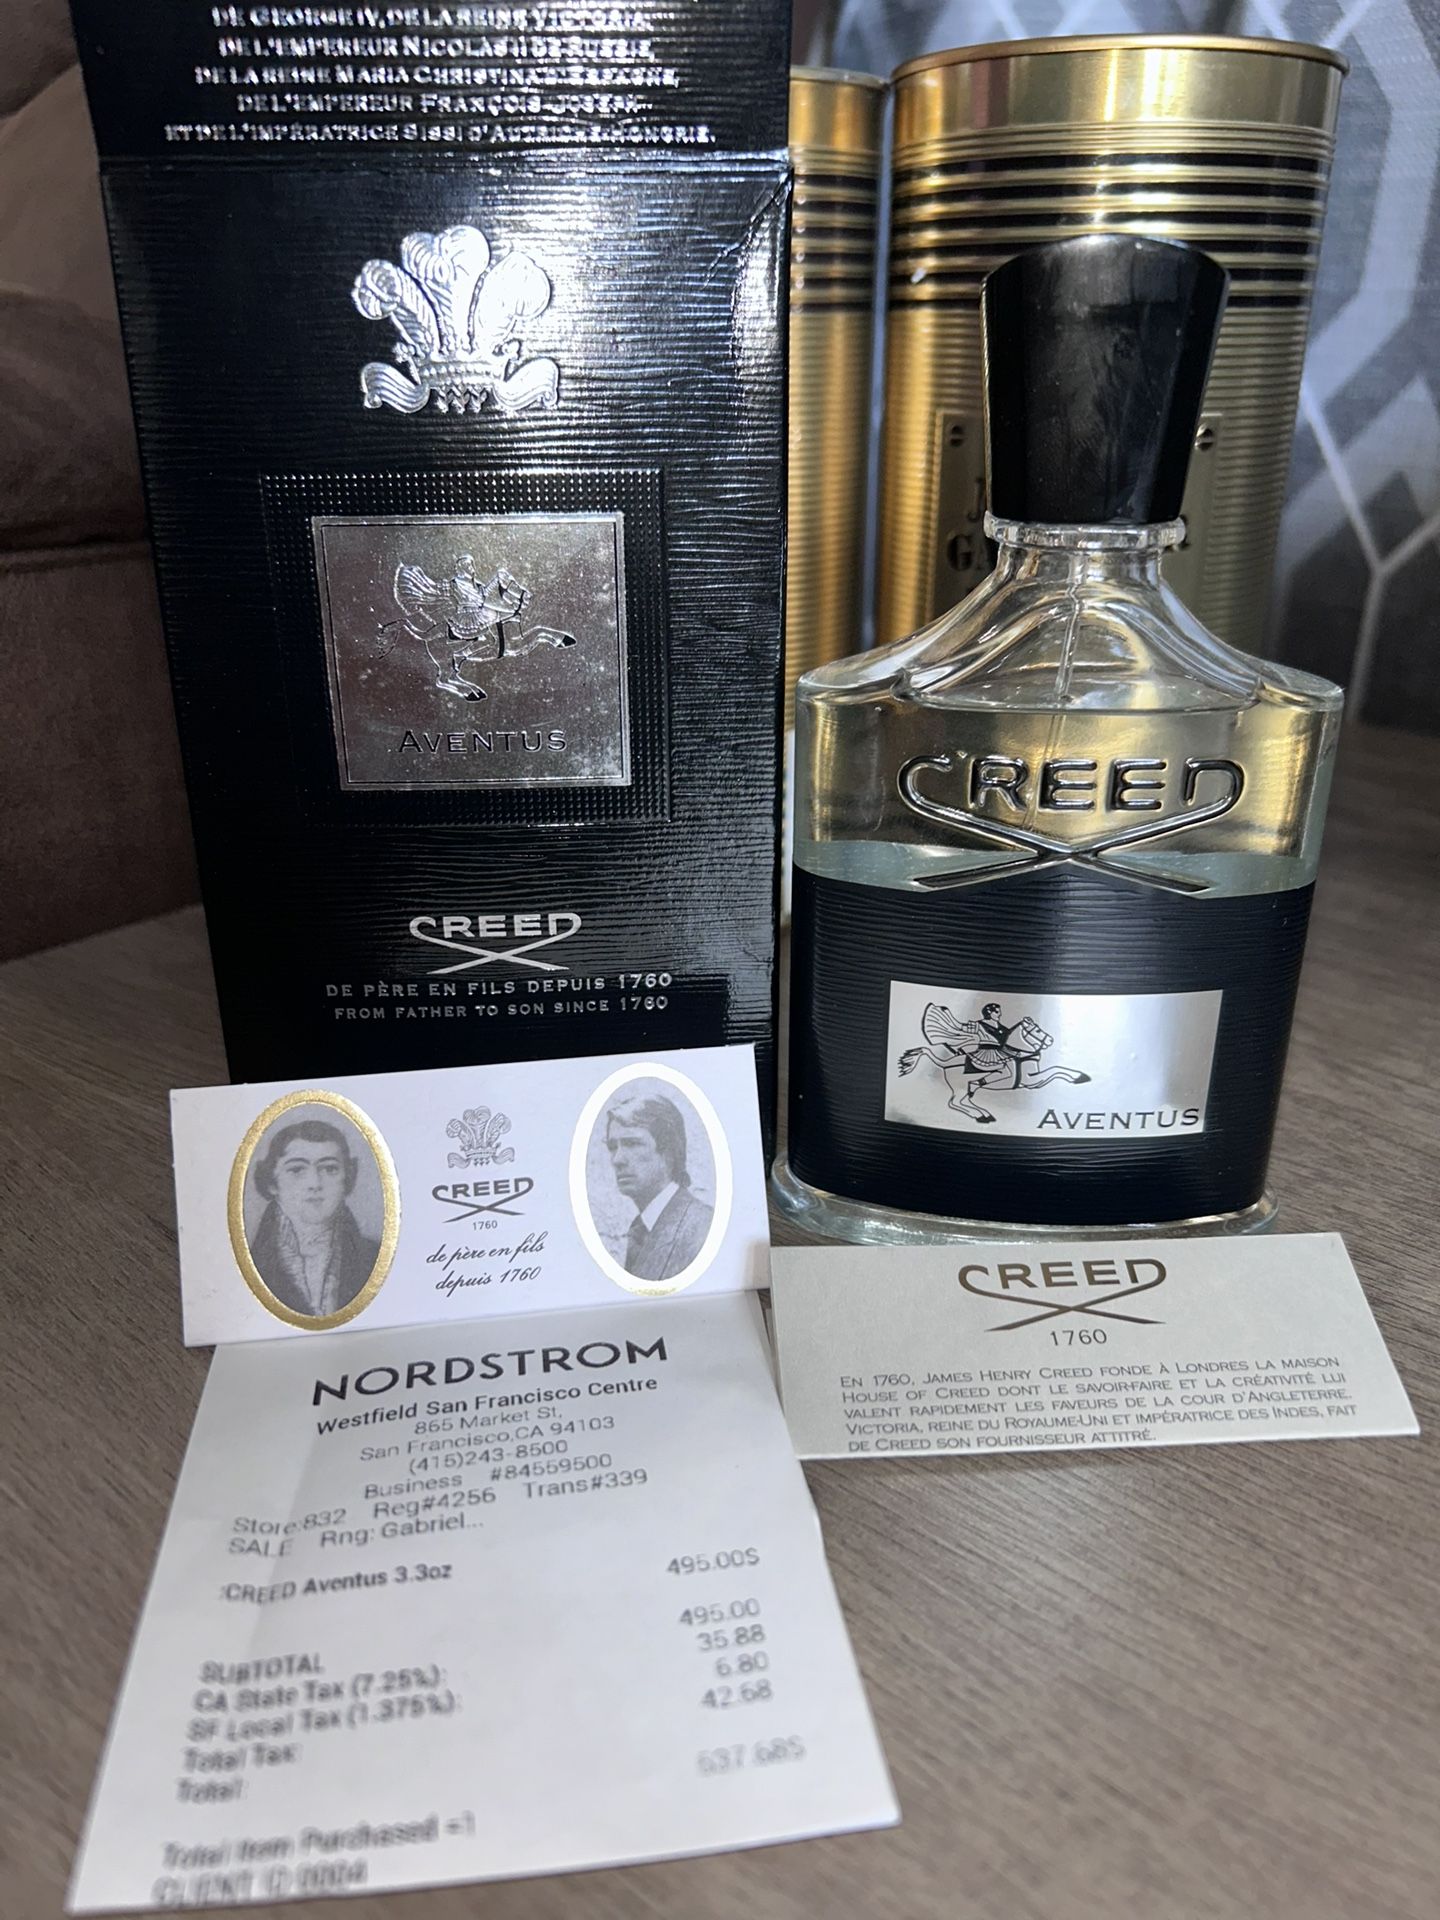 DE GEORGE IV, DE LA REINE VICTORIA,
DE L'EMPEREUR NICOLAS II DE RUSSIE,
DE LA REINE MARIA CHRISTINA D'ESPAGNE,
DE L'EMPEREUR FRANÇOIS-JOSEPH
ET DE L'IMPÉRATRICE SISSI D'AUTRICHE-HONGRIE.
AVENTUS
CREED
DE PÈRE EN FILS DEPUIS 1760
FROM FATHER TO SON SINCE 1760
CREED
AVENTUS
CREED
1760
de père en fils
depuis 1760
CREED
1760
EN 1760, JAMES HENRY CREED FONDE À LONDRES LA MAISON
HOUSE OF CREED DONT LE SAVOIR-FAIRE ET LA CRÉATIVITÉ LUI
VALENT RAPIDEMENT LES FAVEURS DE LA COUR D'ANGLETERRE.
VICTORIA, REINE DU ROYAUME-UNI ET IMPÉRATRICE DES INDES, FAIT
DE CREED SON FOURNISSEUR ATTITRÉ.
NORDSTROM
Westfield San Francisco Centre
865 Market St,
San Francisco,CA 94103
(415)243-8500
Business #84559500
Store:832 Reg#4256 Trans#339
SALE Rng: Gabriel...
:CREED Aventus 3.3oz 495.00S
SUBTOTAL 495.00
CA State Tax (7.25%): 35.88
SF Local Tax (1.375%): 6.80
Total Tax: 42.68
Total: 537.68S
Total Item Purchased =1
CLIENT ID 0004